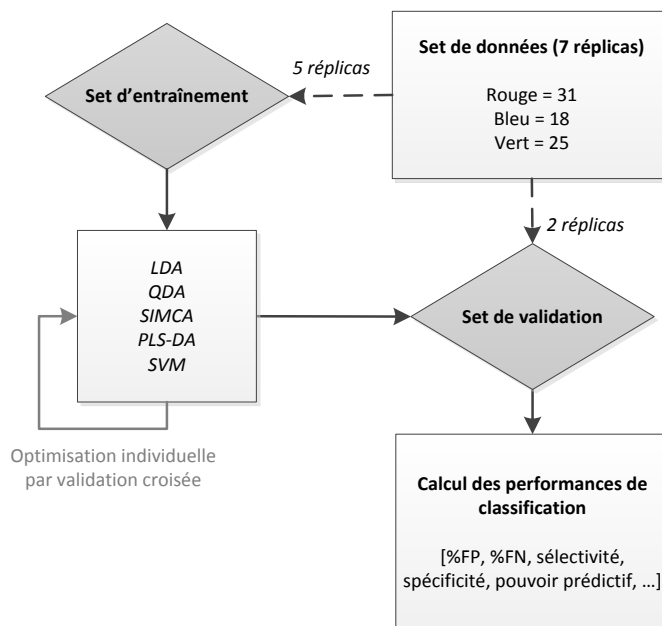 Set de données (7 réplicas)
Rouge = 31
Bleu = 18
Vert = 25
5 réplicas
Set d'entraînement
2 réplicas
LDA
QDA
SIMCA
PLS-DA
SVM
Set de validation
Optimisation individuelle
par validation croisée
Calcul des performances de
classification
[%FP, %FN, sélectivité,
spécificité, pouvoir prédictif, ...]